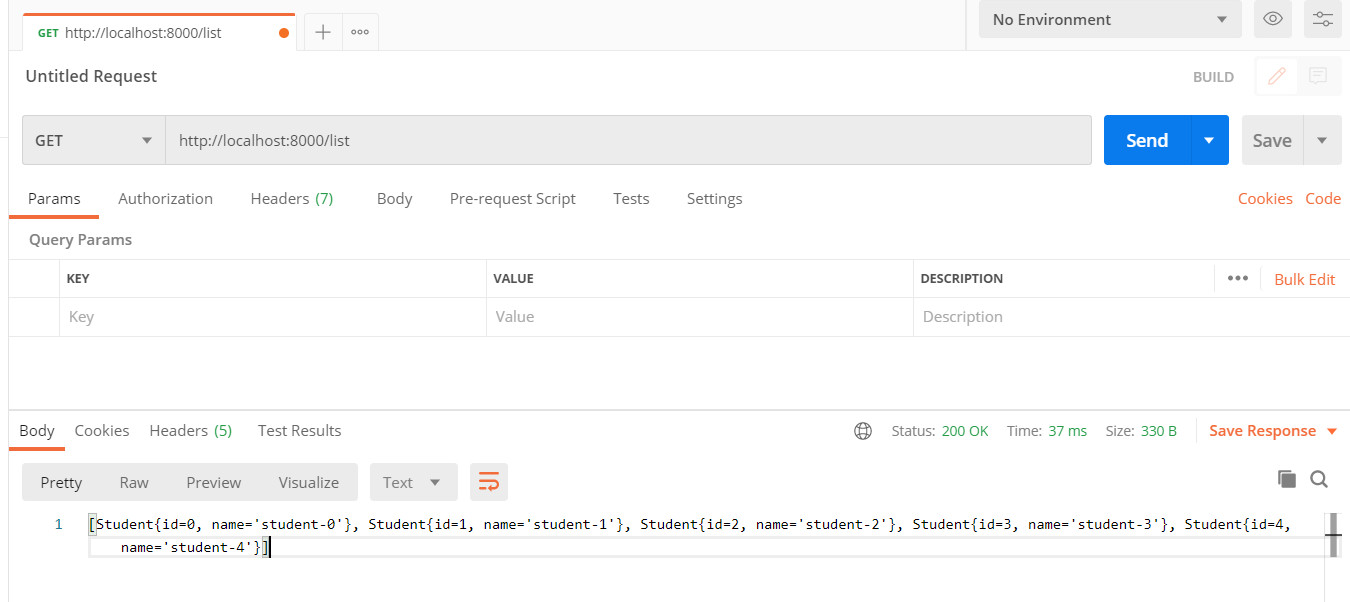 GET http://localhost:8000/list
No Environment
Untitled Request
BUILD
GET http://localhost:8000/list Send Save
Params Authorization Headers (7) Body Pre-request Script Tests Settings Cookies Code
Query Params
KEY VALUE DESCRIPTION Bulk Edit
Key Value Description
Body Cookies Headers (5) Test Results Status: 200 OK Time: 37 ms Size: 330 B Save Response
Pretty Raw Preview Visualize Text
1 [Student{id=0, name='student-0'}, Student{id=1, name='student-1'}, Student{id=2, name='student-2'}, Student{id=3, name='student-3'}, Student{id=4,
name='student-4'}]